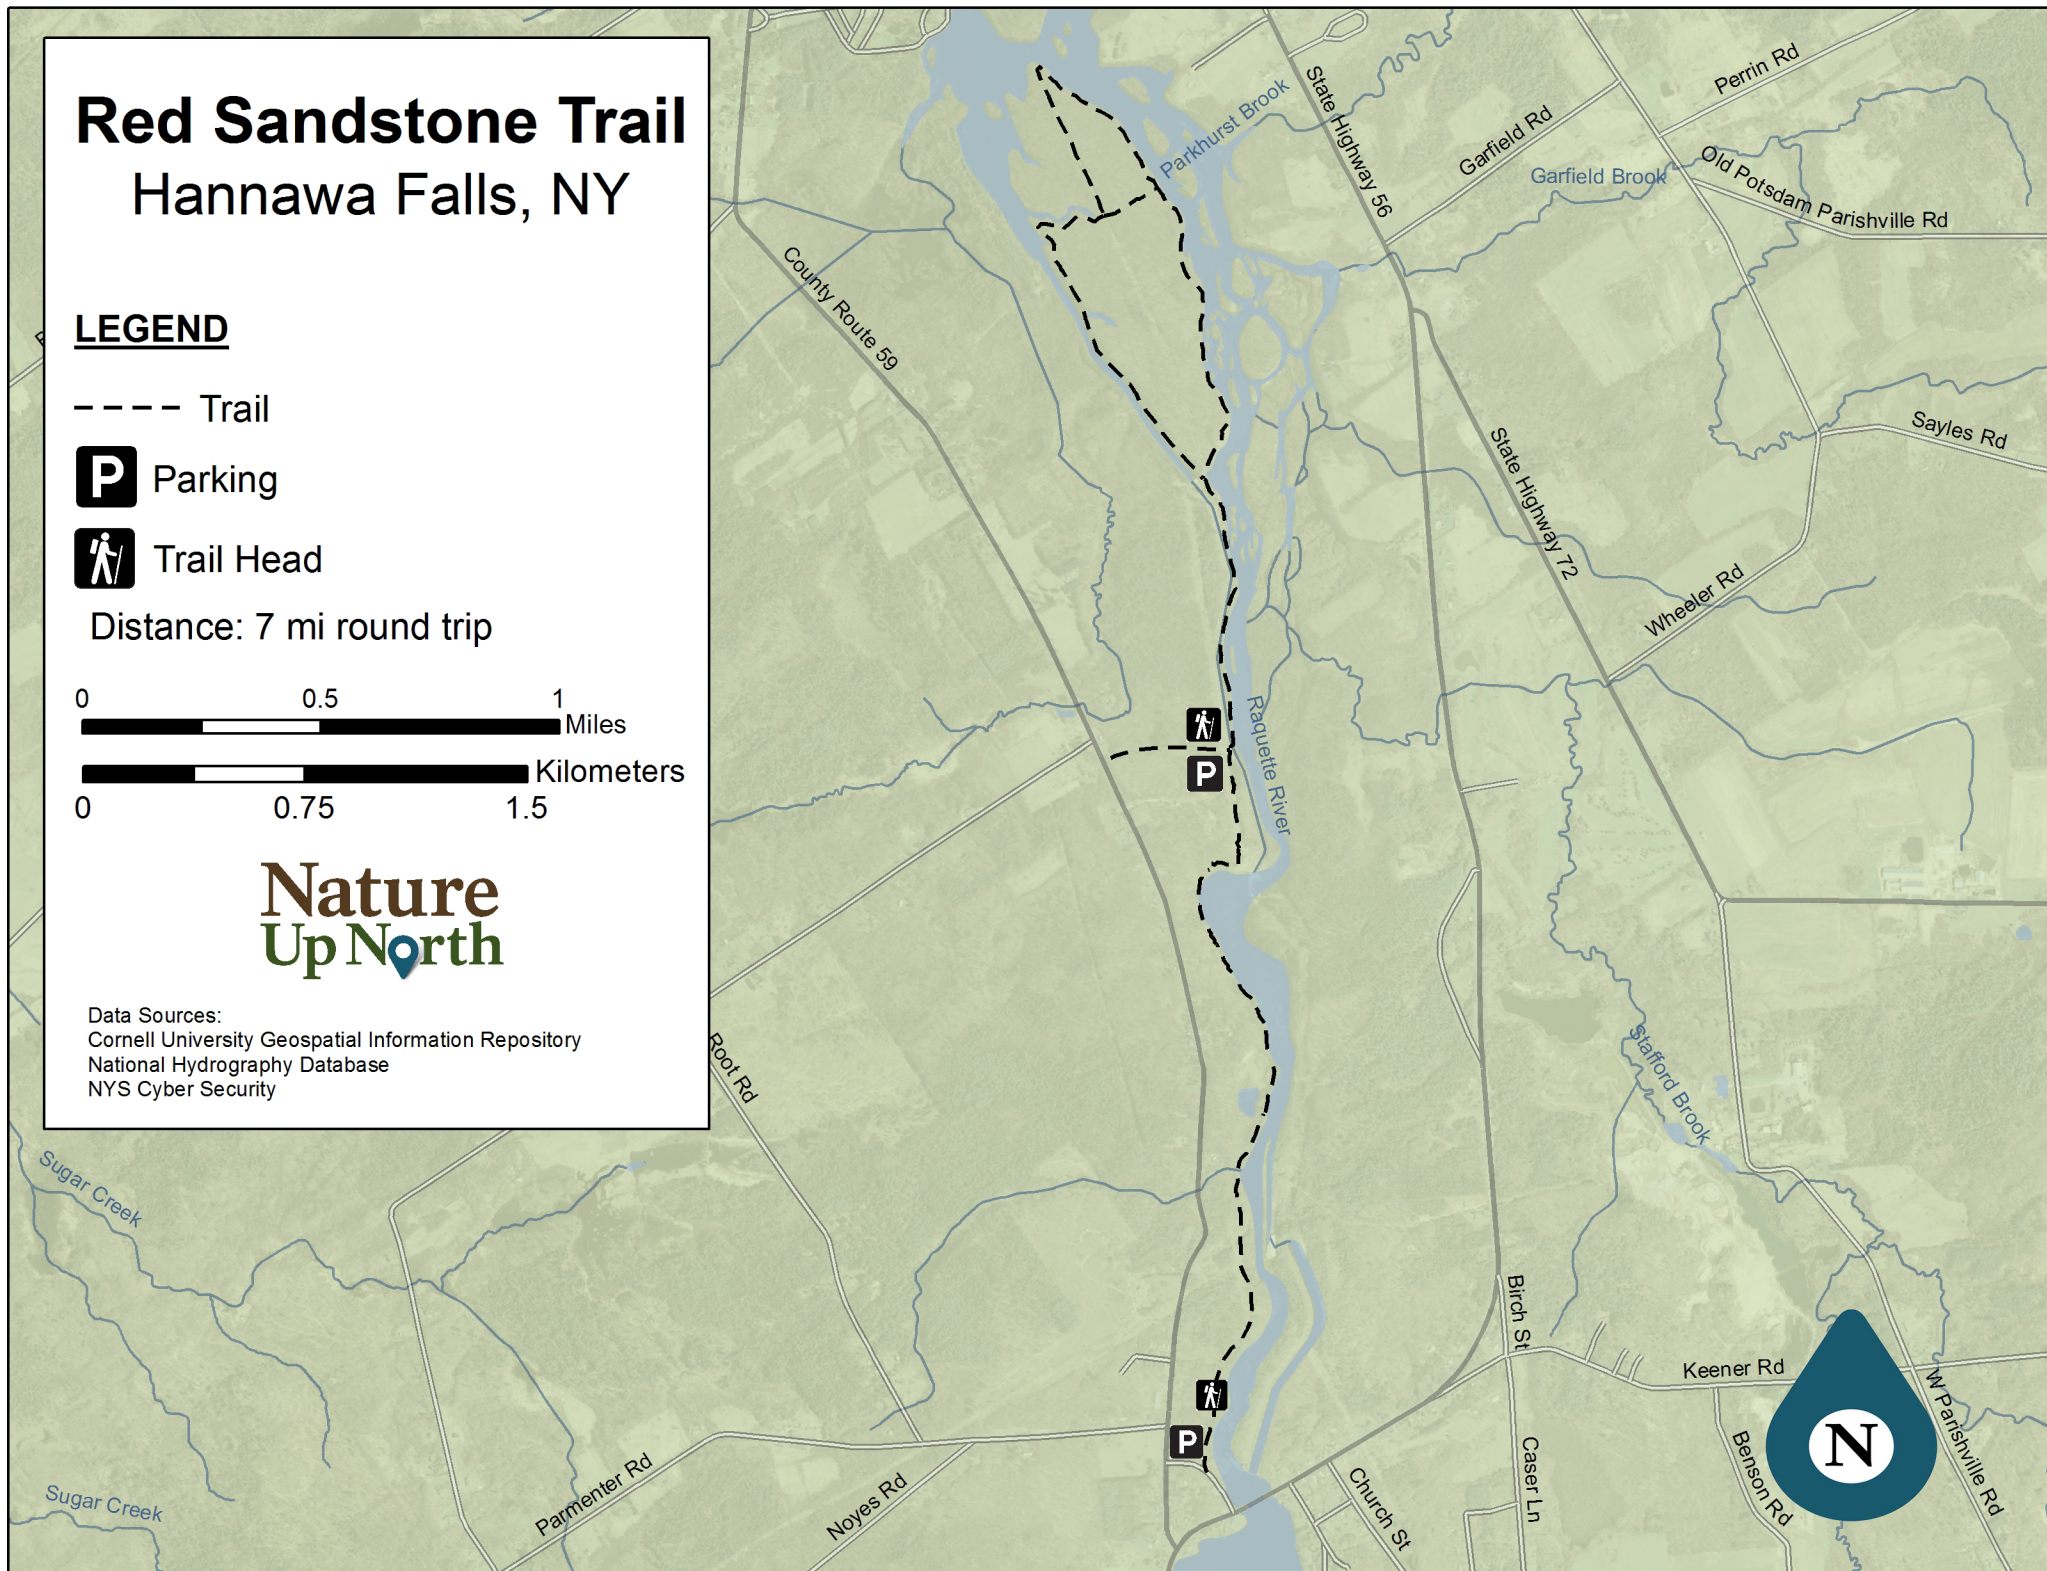 Red Sandstone Trail
Hannawa Falls, NY
LEGEND
Trail
P
Parking
Trail Head
Distance: 7 mi round trip
0 0.5 1
Miles
Kilometers
0 0.75 1.5
Nature
Up North
Data Sources:
Cornell University Geospatial Information Repository
National Hydrography Database
NYS Cyber Security
State Highway 56
Parkhurst Brook
Perrin Rd
Garfield Rd
Garfield Brook
Old Potsdam Parishville Rd
County Route 59
Sayles Rd
State Highway 72
Wheeler Rd
Raquette River
P
Root Rd
Stafford Brook
Sugar Creek
Birch St
Keener Rd
W Parishville Rd
P
N
Benson Rd
Caser Ln
Church St
Parmenter Rd
Noyes Rd
Sugar Creek